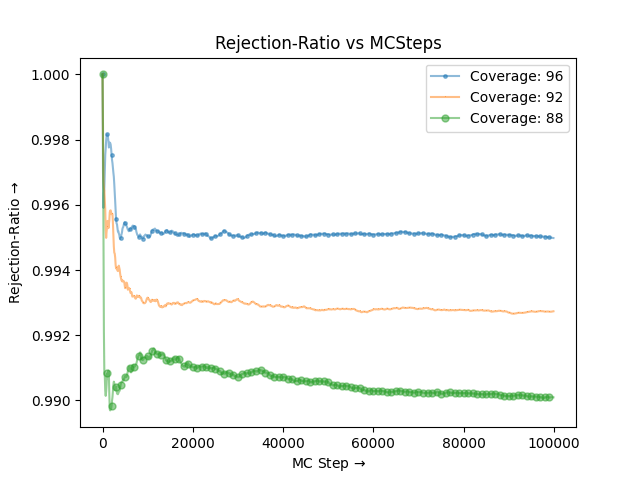 Rejection-Ratio vs MCSteps
Coverage: 96
Coverage: 92
Coverage: 88
Rejection-Ratio →
1.000
0.998
0.996
0.994
0.992
0.990
0
20000
40000
60000
80000
100000
MC Step →